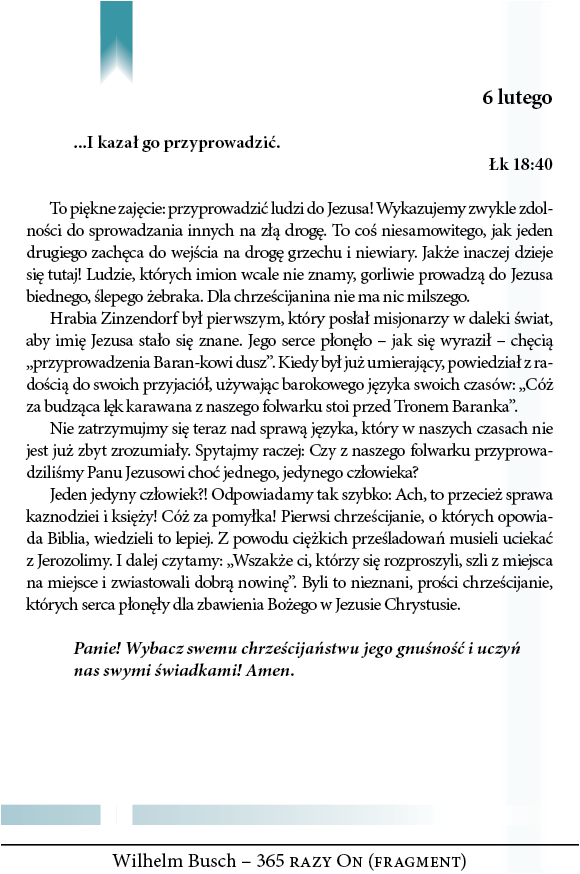 6 lutego
...I kazał go przyprowadzić.
Łk 18:40
To piękne zajęcie: przyprowadzić ludzi do Jezusa! Wykazujemy zwykle zdol-
ności do sprowadzania innych na złą drogę. To coś niesamowitego, jak jeden
drugiego zachęca do wejścia na drogę grzechu i niewiary. Jakże inaczej dzieje
się tutaj! Ludzie, których imion wcale nie znamy, gorliwie prowadzą do Jezusa
biednego, ślepego żebraka. Dla chrześcijanina nie ma nic milszego.
Hrabia Zinzendorf był pierwszym, który posłał misjonarzy w daleki świat,
aby imię Jezusa stało się znane. Jego serce płonęło – jak się wyraził – chęcią
„przyprowadzenia Baran-kowi dusz”. Kiedy był już umierający, powiedział z ra-
dością do swoich przyjaciół, używając barokowego języka swoich czasów: „Cóż
za budząca lęk karawana z naszego folwarku stoi przed Tronem Baranka”.
Nie zatrzymujmy się teraz nad sprawą języka, który w naszych czasach nie
jest już zbyt zrozumiały. Spytajmy raczej: Czy z naszego folwarku przyprowa-
dziliśmy Panu Jezusowi choć jednego, jedynego człowieka?
Jeden jedyny człowiek?! Odpowiadamy tak szybko: Ach, to przecież sprawa
kaznodziei i księży! Cóż za pomyłka! Pierwsi chrześcijanie, o których opowia-
da Biblia, wiedzieli to lepiej. Z powodu ciężkich prześladowań musieli uciekać
z Jerozolimy. I dalej czytamy: „Wszakże ci, którzy się rozproszyli, szli z miejsca
na miejsce i zwiastowali dobrą nowinę”. Byli to nieznani, prości chrześcijanie,
których serca płonęły dla zbawienia Bożego w Jezusie Chrystusie.
Panie! Wybacz swemu chrześcijaństwu jego gnuśność i uczyń
nas swymi świadkami! Amen.
Wilhelm Busch – 365 RAZY ON (FRAGMENT)